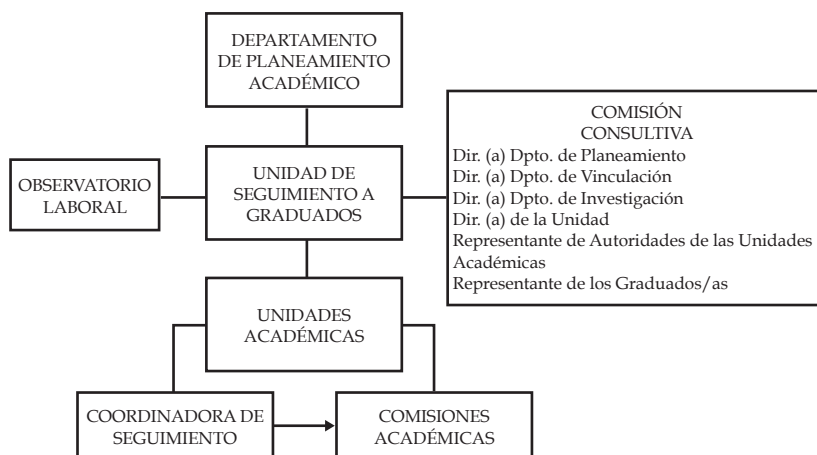 DEPARTAMENTO
DE PLANEAMIENTO
ACADÉMICO
OBSERVATORIO
LABORAL
UNIDAD DE
SEGUIMIENTO A
GRADUADOS
COMISIÓN
CONSULTIVA
Dir. (a) Dpto. de Planeamiento
Dir. (a) Dpto. de Vinculación
Dir. (a) Dpto. de Investigación
Dir. (a) de la Unidad
Representante de Autoridades de las Unidades
Académicas
Representante de los Graduados/as
UNIDADES
ACADÉMICAS
COORDINADORA DE
SEGUIMIENTO
COMISIONES
ACADÉMICAS